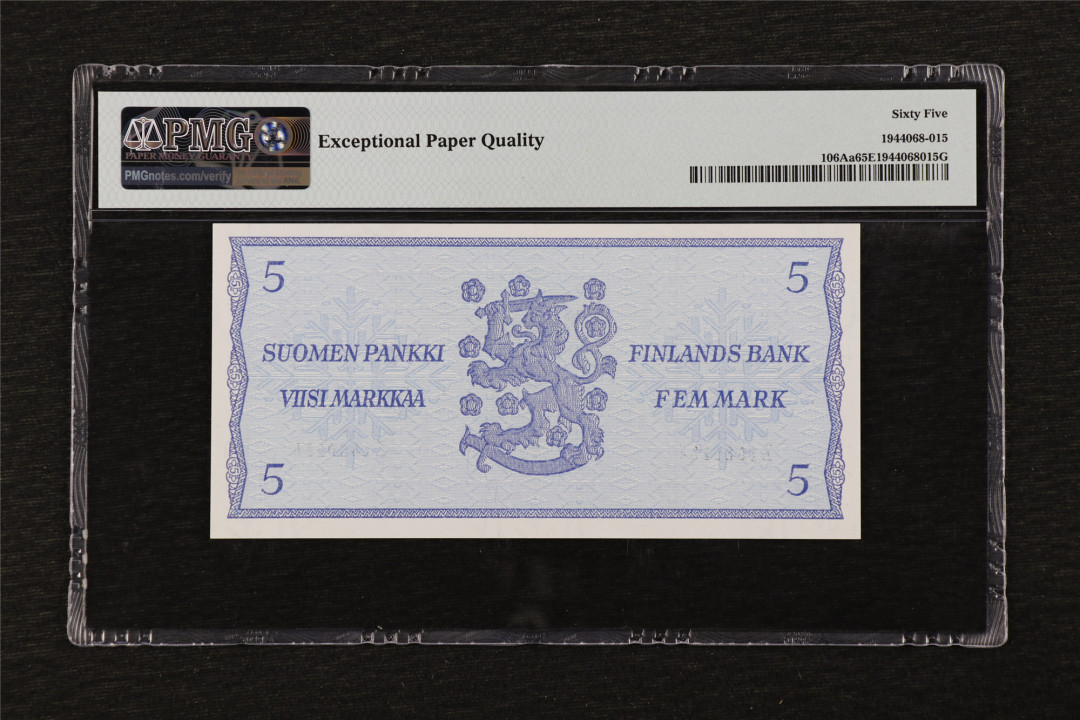 PMG
PAPER MONEY GUARANTY
PMGnotes.com/verify
Exceptional Paper Quality
Sixty Five
1944068-015
106Aa65E1944068015G
5
5
SUOMEN PANKKI
FINLANDS BANK
VIISI MARKKAA
FEM MARK
5
5